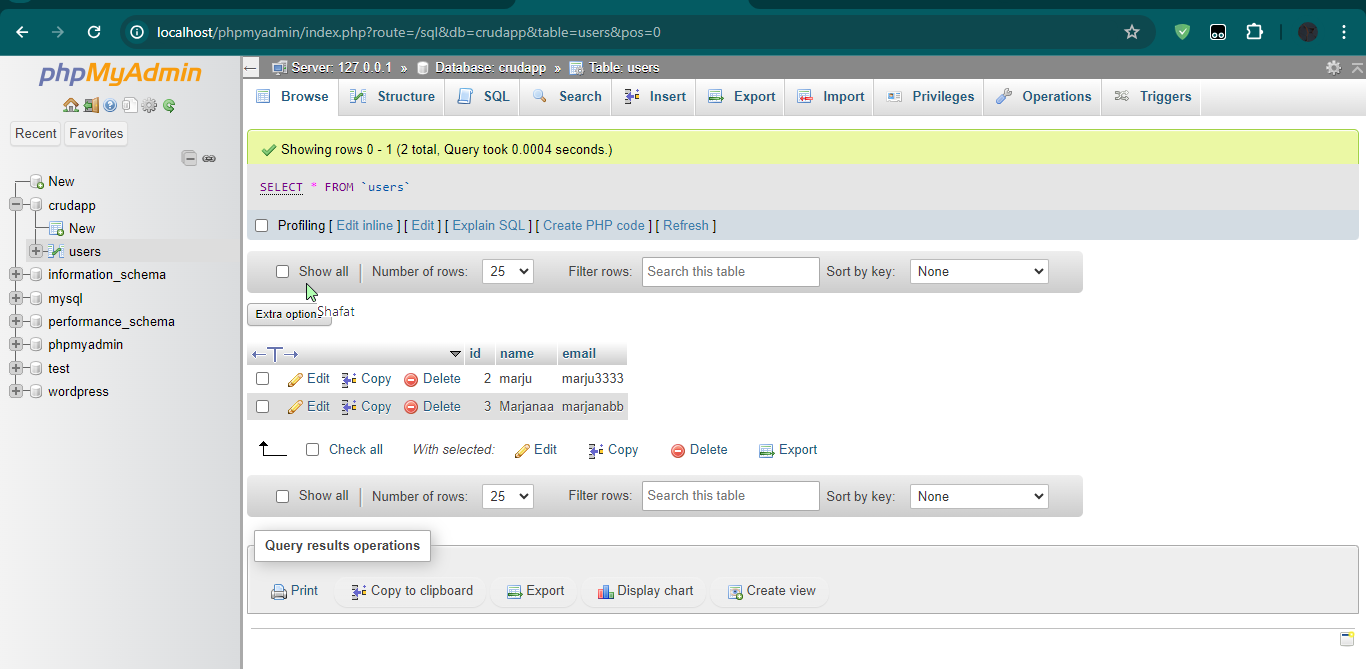 localhost/phpmyadmin/index.php?route=/sql&db=crudapp&table=users&pos=0
phpMyAdmin
Recent Favorites
New
crudapp
New
users
information_schema
mysql
performance_schema
phpmyadmin
test
wordpress
Server: 127.0.0.1 » Database: crudapp » Table: users
Browse Structure SQL Search Insert Export Import Privileges Operations Triggers
Showing rows 0 - 1 (2 total, Query took 0.0004 seconds.)
SELECT * FROM `users`
Profiling [ Edit inline ] [ Edit ] [ Explain SQL ] [ Create PHP code ] [ Refresh ]
Show all Number of rows: 25 Filter rows: Search this table Sort by key: None
Extra option
Shafat
id name email
Edit Copy Delete 2 marju marju3333
Edit Copy Delete 3 Marjanaa marjanabb
Check all With selected: Edit Copy Delete Export
Show all Number of rows: 25 Filter rows: Search this table Sort by key: None
Query results operations
Print Copy to clipboard Export Display chart Create view